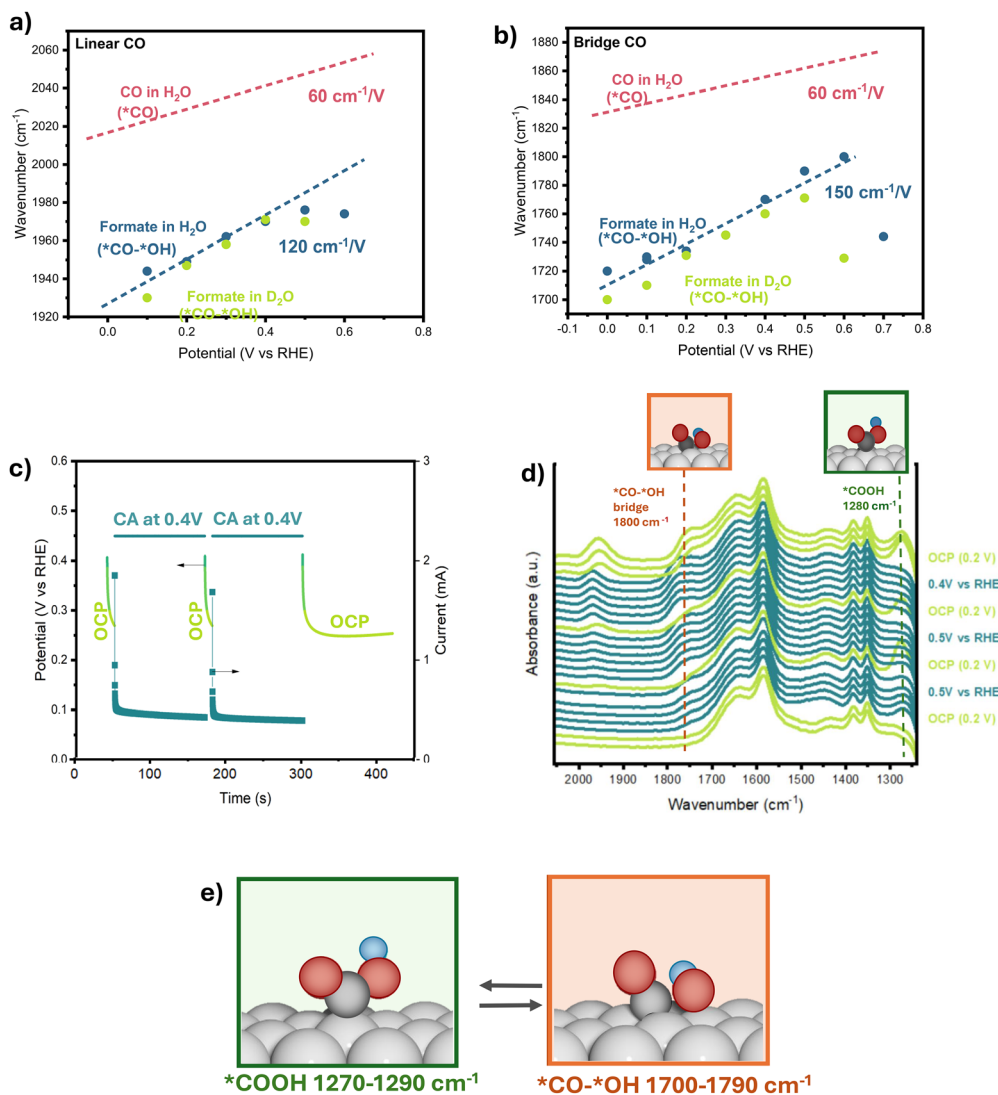 a)
Linear CO
2060
2040
2020
2000
1980
1960
1940
1920
Wavenumber (cm-1)
CO in H2O
(*CO)
60 cm-1/V
Formate in H2O
(*CO-*OH)
120 cm-1/V
Formate in D2O
(*CO-*OH)
0.0 0.2 0.4 0.6 0.8
Potential (V vs RHE)
b)
Bridge CO
1880
1860
1840
1820
1800
1780
1760
1740
1720
1700
Wavenumber (cm-1)
CO in H2O
(*CO)
60 cm-1/V
Formate in H2O
(*CO-*OH)
150 cm-1/V
Formate in D2O
(*CO-*OH)
-0.1 0.0 0.1 0.2 0.3 0.4 0.5 0.6 0.7 0.8
Potential (V vs RHE)
c)
0.6
0.5
0.4
0.3
0.2
0.1
0.0
Potential (V vs RHE)
CA at 0.4V CA at 0.4V
OCP
OCP
OCP
3
2
1
0
Current (mA)
0 100 200 300 400
Time (s)
d)
*CO-*OH
bridge
1800 cm-1
*COOH
1280 cm-1
Absorbance (a.u.)
OCP (0.2 V)
0.4V vs RHE
OCP (0.2 V)
0.5V vs RHE
OCP (0.2 V)
0.5V vs RHE
OCP (0.2 V)
2000 1900 1800 1700 1600 1500 1400 1300
Wavenumber (cm-1)
e)
*COOH 1270-1290 cm-1
*CO-*OH 1700-1790 cm-1